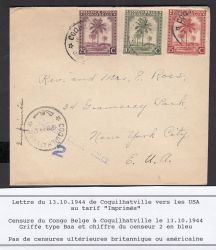 Rev. and Mrs. E. Ross,
34 Gramercy Park,
New York City
U. S. A.
Lettre du 13.10.1944 de Coquilhatville vers les USA
au tarif "Imprimés"
Censure du Congo Belge à Coquilhatville le 13.10.1944
Griffe type Baa et chiffre du censeur 2 en bleu
Pas de censures ultérieures britannique ou américaine